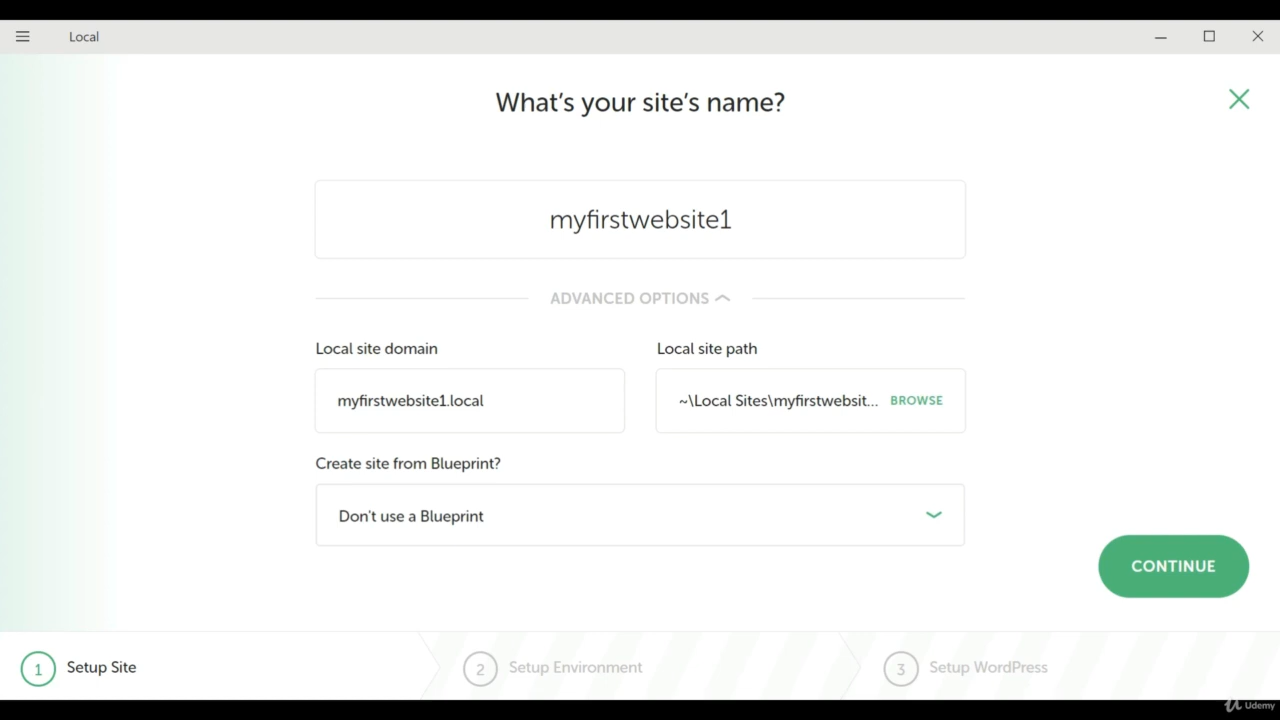 Local
What's your site's name?
myfirstwebsite1
ADVANCED OPTIONS
Local site domain
Local site path
myfirstwebsite1.local
~\Local Sites\myfirstwebsit... BROWSE
Create site from Blueprint?
Don't use a Blueprint
CONTINUE
1 Setup Site
2 Setup Environment
3 Setup WordPress
Udemy